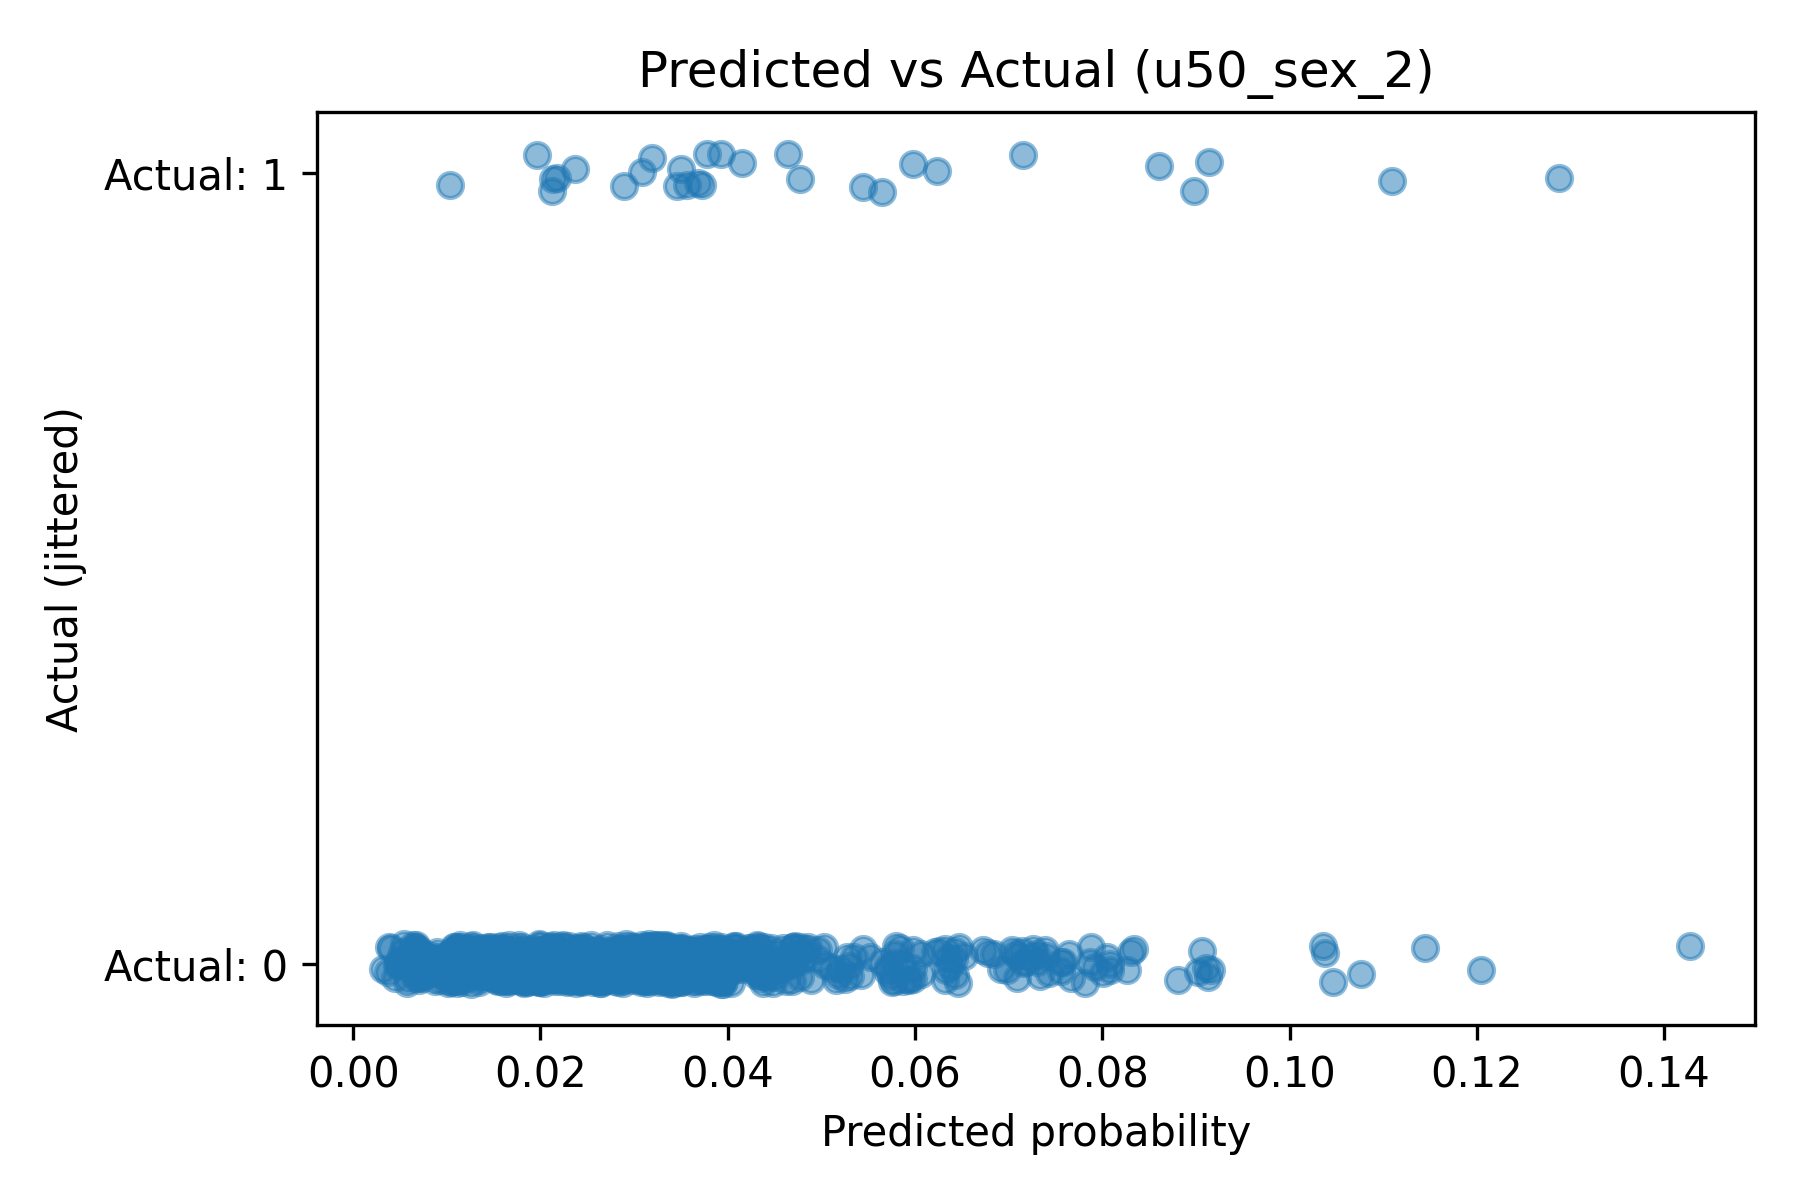 Predicted vs Actual (u50_sex_2)
Actual: 1
Actual (jittered)
Actual: 0
0.00 0.02 0.04 0.06 0.08 0.10 0.12 0.14
Predicted probability